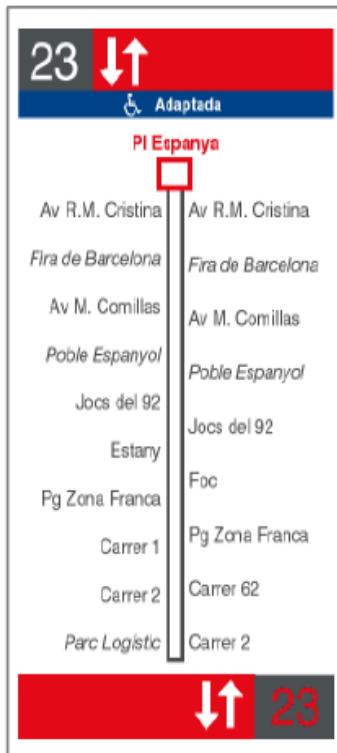 23
Adaptada
Pl Espanya
Av R.M. Cristina
Fira de Barcelona
Av M. Comillas
Poble Espanyol
Jocs del 92
Estany
Pg Zona Franca
Carrer 1
Carrer 2
Parc Logístic
Av R.M. Cristina
Fira de Barcelona
Av M. Comillas
Poble Espanyol
Jocs del 92
Foc
Pg Zona Franca
Carrer 62
Carrer 2
23